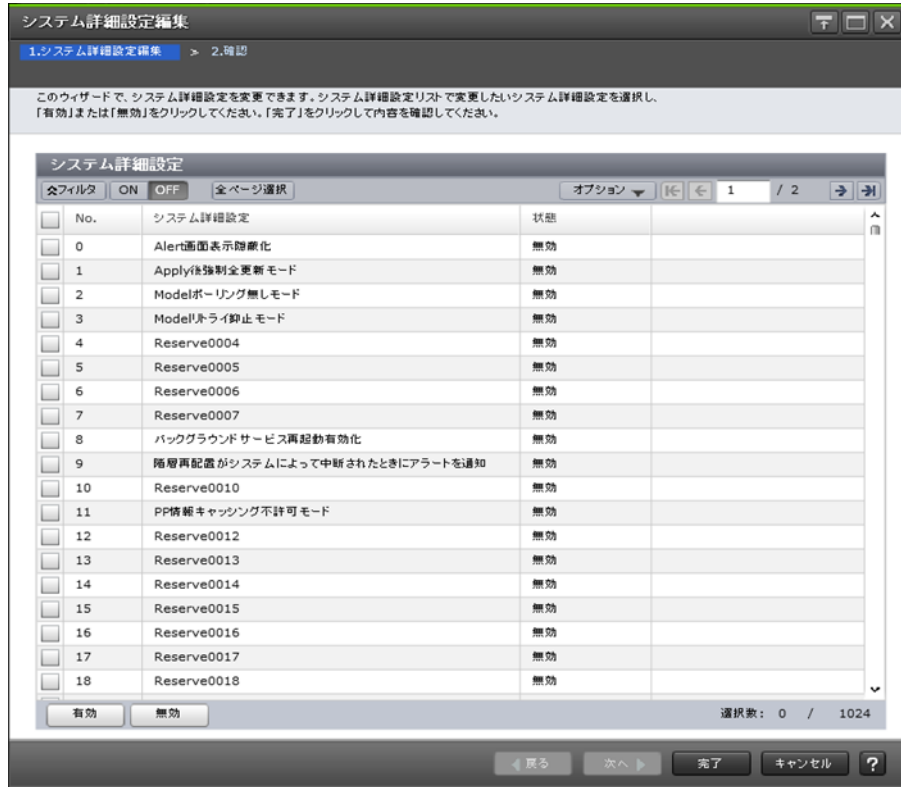 システム詳細設定編集
1.システム詳細設定編集 > 2.確認
このウィザードで、システム詳細設定を変更できます。システム詳細設定リストで変更したいシステム詳細設定を選択し、
「有効」または「無効」をクリックしてください。「完了」をクリックして内容を確認してください。
システム詳細設定
フィルタ ON OFF 全ページ選択 オプション 1 / 2
No. システム詳細設定 状態
0 Alert画面表示隠蔽化 無効
1 Apply後強制全更新モード 無効
2 Modelポーリング無しモード 無効
3 Modelリトライ抑止モード 無効
4 Reserve0004 無効
5 Reserve0005 無効
6 Reserve0006 無効
7 Reserve0007 無効
8 バックグラウンドサービス再起動有効化 無効
9 階層再配置がシステムによって中断されたときにアラートを通知 無効
10 Reserve0010 無効
11 PP情報キャッシング不許可モード 無効
12 Reserve0012 無効
13 Reserve0013 無効
14 Reserve0014 無効
15 Reserve0015 無効
16 Reserve0016 無効
17 Reserve0017 無効
18 Reserve0018 無効
有効 無効 選択数: 0 / 1024
戻る 次へ 完了 キャンセル ?